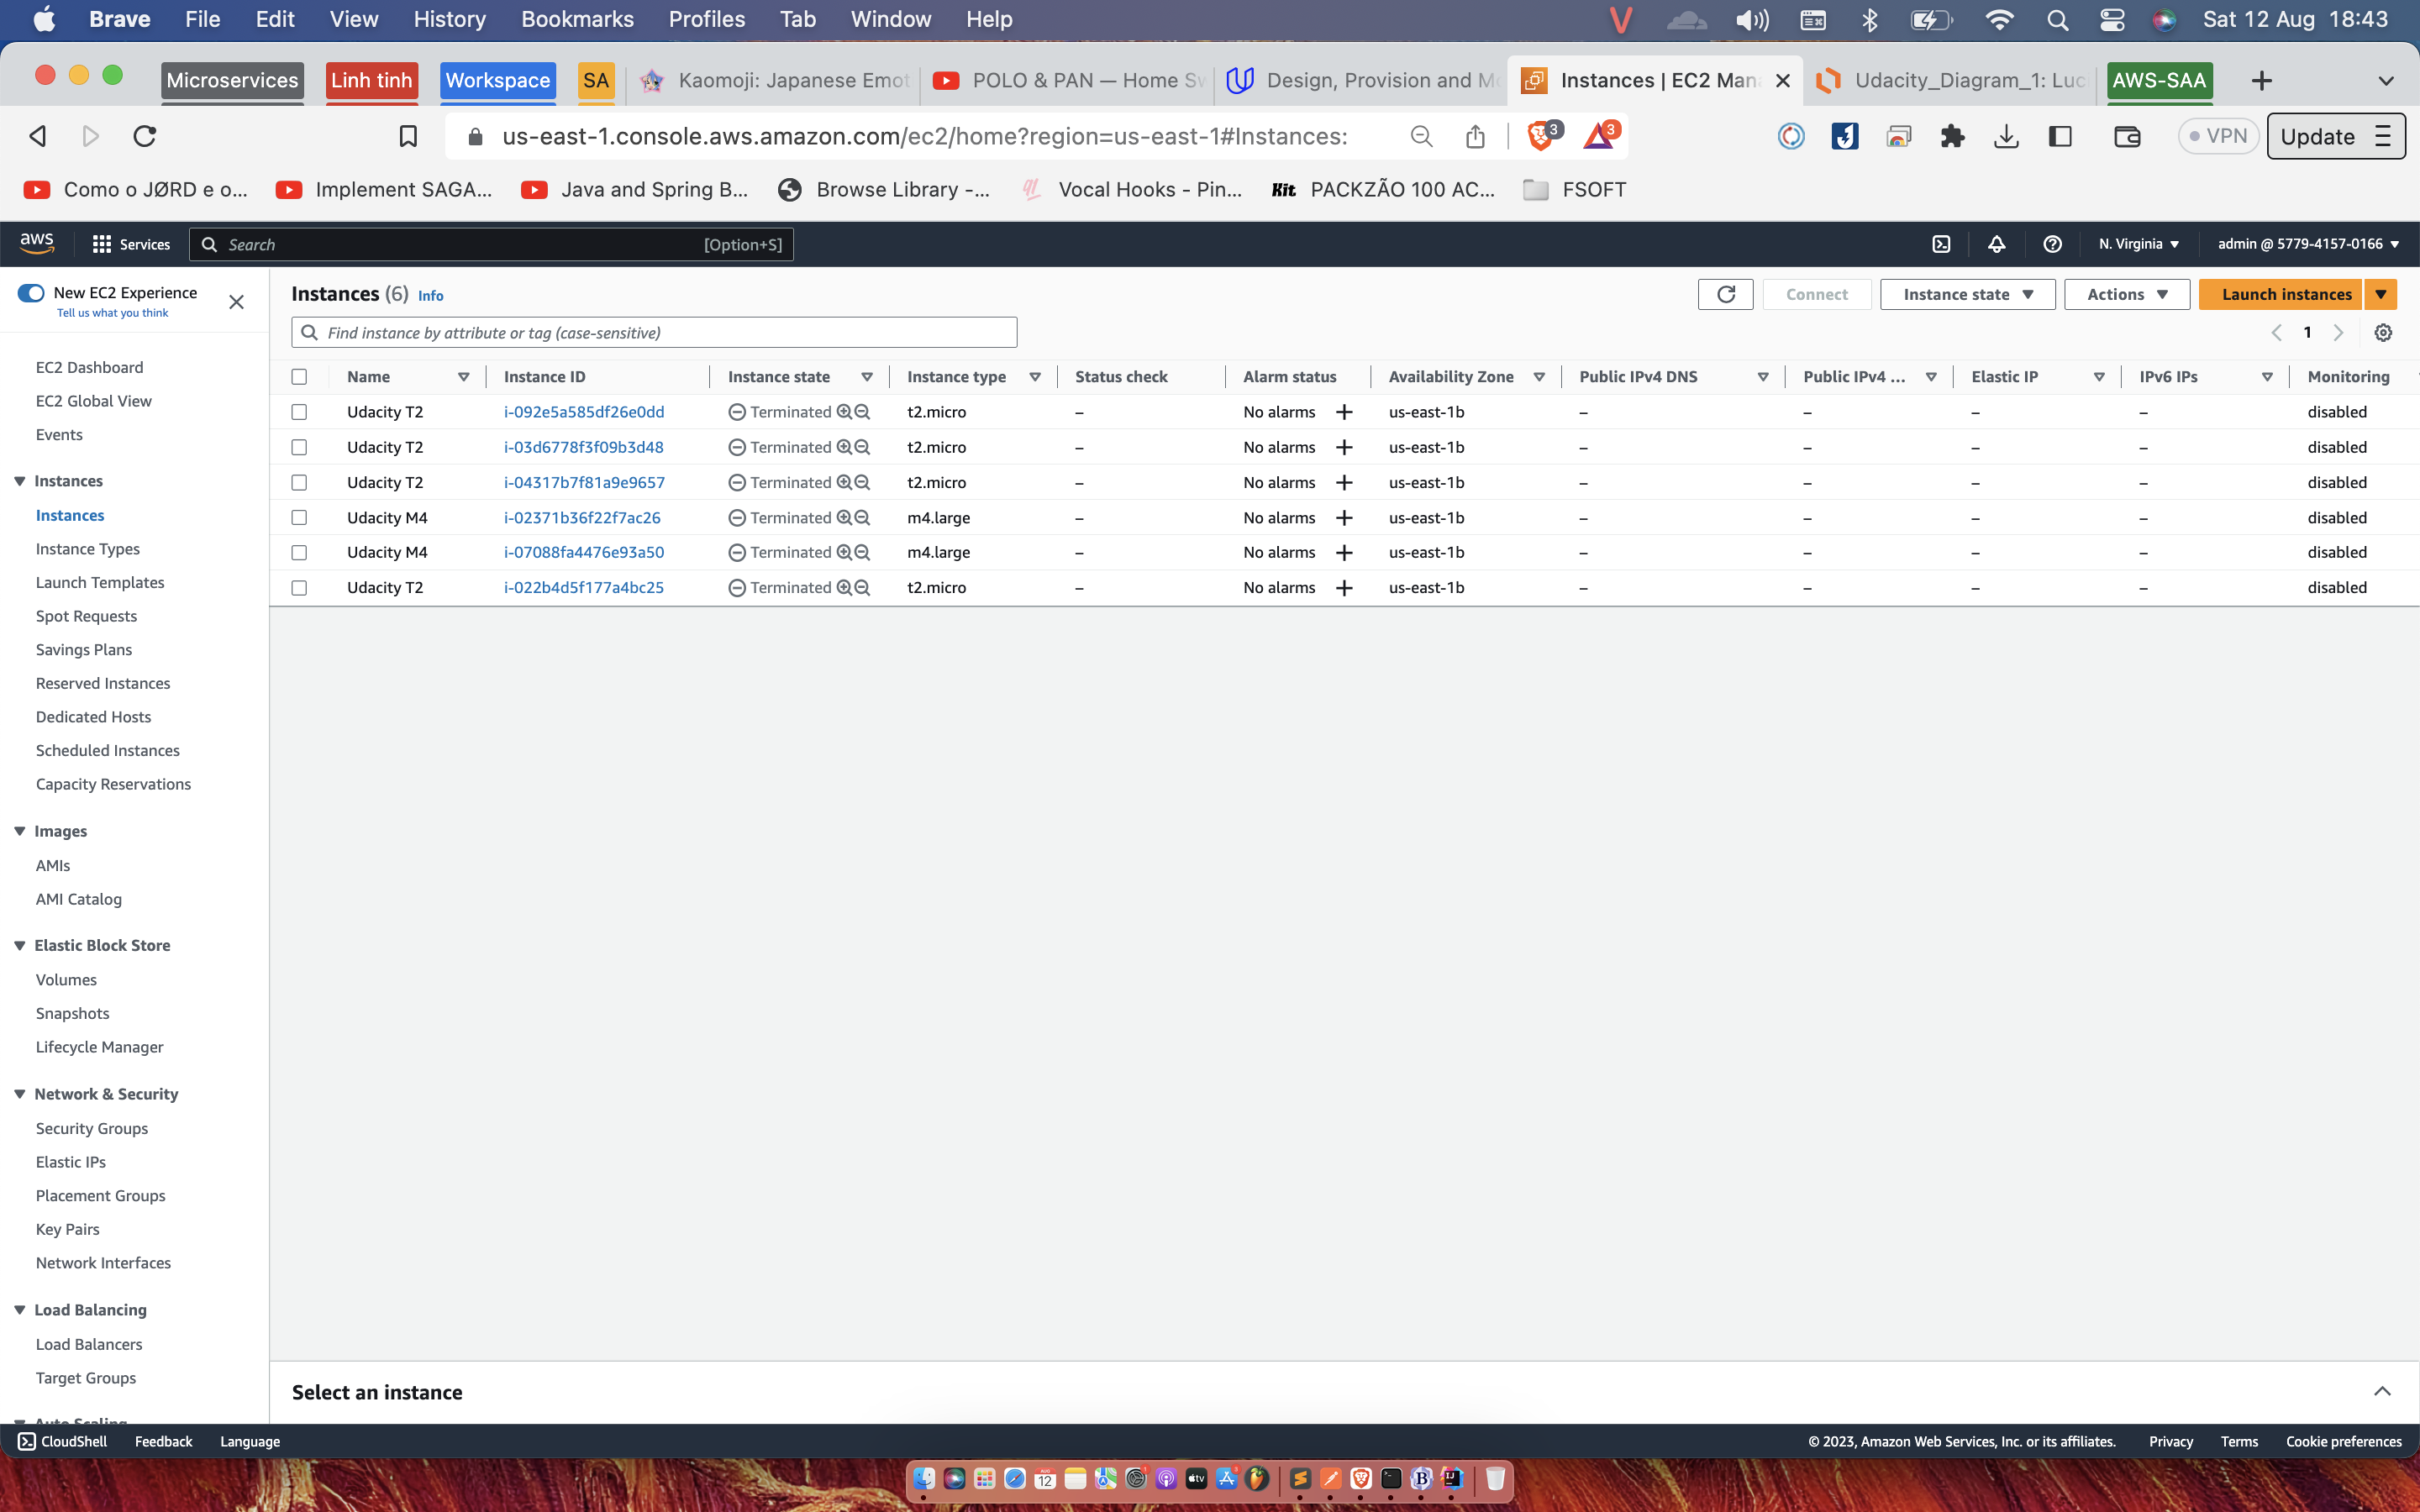 Brave File Edit View History Bookmarks Profiles Tab Window Help Sat 12 Aug 18:43
Microservices Linh tinh Workspace SA Kaomoji: Japanese Emot POLO & PAN — Home Sw Design, Provision and Mo Instances | EC2 Mana Udacity_Diagram_1: Luc AWS-SAA
us-east-1.console.aws.amazon.com/ec2/home?region=us-east-1#Instances: 3 3 VPN Update
Como o JØRD e o... Implement SAGA... Java and Spring B... Browse Library -... Vocal Hooks - Pin... Kit PACKZÃO 100 AC... FSOFT
aws Services Search [Option+S] N. Virginia admin @ 5779-4157-0166
New EC2 Experience
Tell us what you think
EC2 Dashboard
EC2 Global View
Events
Instances
Instances
Instance Types
Launch Templates
Spot Requests
Savings Plans
Reserved Instances
Dedicated Hosts
Scheduled Instances
Capacity Reservations
Images
AMIs
AMI Catalog
Elastic Block Store
Volumes
Snapshots
Lifecycle Manager
Network & Security
Security Groups
Elastic IPs
Placement Groups
Key Pairs
Network Interfaces
Load Balancing
Load Balancers
Target Groups
Auto Scaling
Instances (6) Info Connect Instance state Actions Launch instances
Find instance by attribute or tag (case-sensitive) 1
Name Instance ID Instance state Instance type Status check Alarm status Availability Zone Public IPv4 DNS Public IPv4 ... Elastic IP IPv6 IPs Monitoring
Udacity T2 i-092e5a585df26e0dd Terminated t2.micro – No alarms us-east-1b – – – – disabled
Udacity T2 i-03d6778f3f09b3d48 Terminated t2.micro – No alarms us-east-1b – – – – disabled
Udacity T2 i-04317b7f81a9e9657 Terminated t2.micro – No alarms us-east-1b – – – – disabled
Udacity M4 i-02371b36f22f7ac26 Terminated m4.large – No alarms us-east-1b – – – – disabled
Udacity M4 i-07088fa4476e93a50 Terminated m4.large – No alarms us-east-1b – – – – disabled
Udacity T2 i-022b4d5f177a4bc25 Terminated t2.micro – No alarms us-east-1b – – – – disabled
Select an instance
CloudShell Feedback Language © 2023, Amazon Web Services, Inc. or its affiliates. Privacy Terms Cookie preferences
AUG 12 tv B IJ